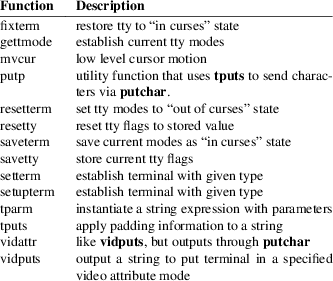 Function Description
fixterm restore tty to “in curses” state
gettmode establish current tty modes
mvcur low level cursor motion
putp utility function that uses tputs to send charac-
ters via putchar.
resetterm set tty modes to “out of curses” state
resetty reset tty flags to stored value
saveterm save current modes as “in curses” state
savetty store current tty flags
setterm establish terminal with given type
setupterm establish terminal with given type
tparm instantiate a string expression with parameters
tputs apply padding information to a string
vidattr like vidputs, but outputs through putchar
vidputs output a string to put terminal in a specified
video attribute mode